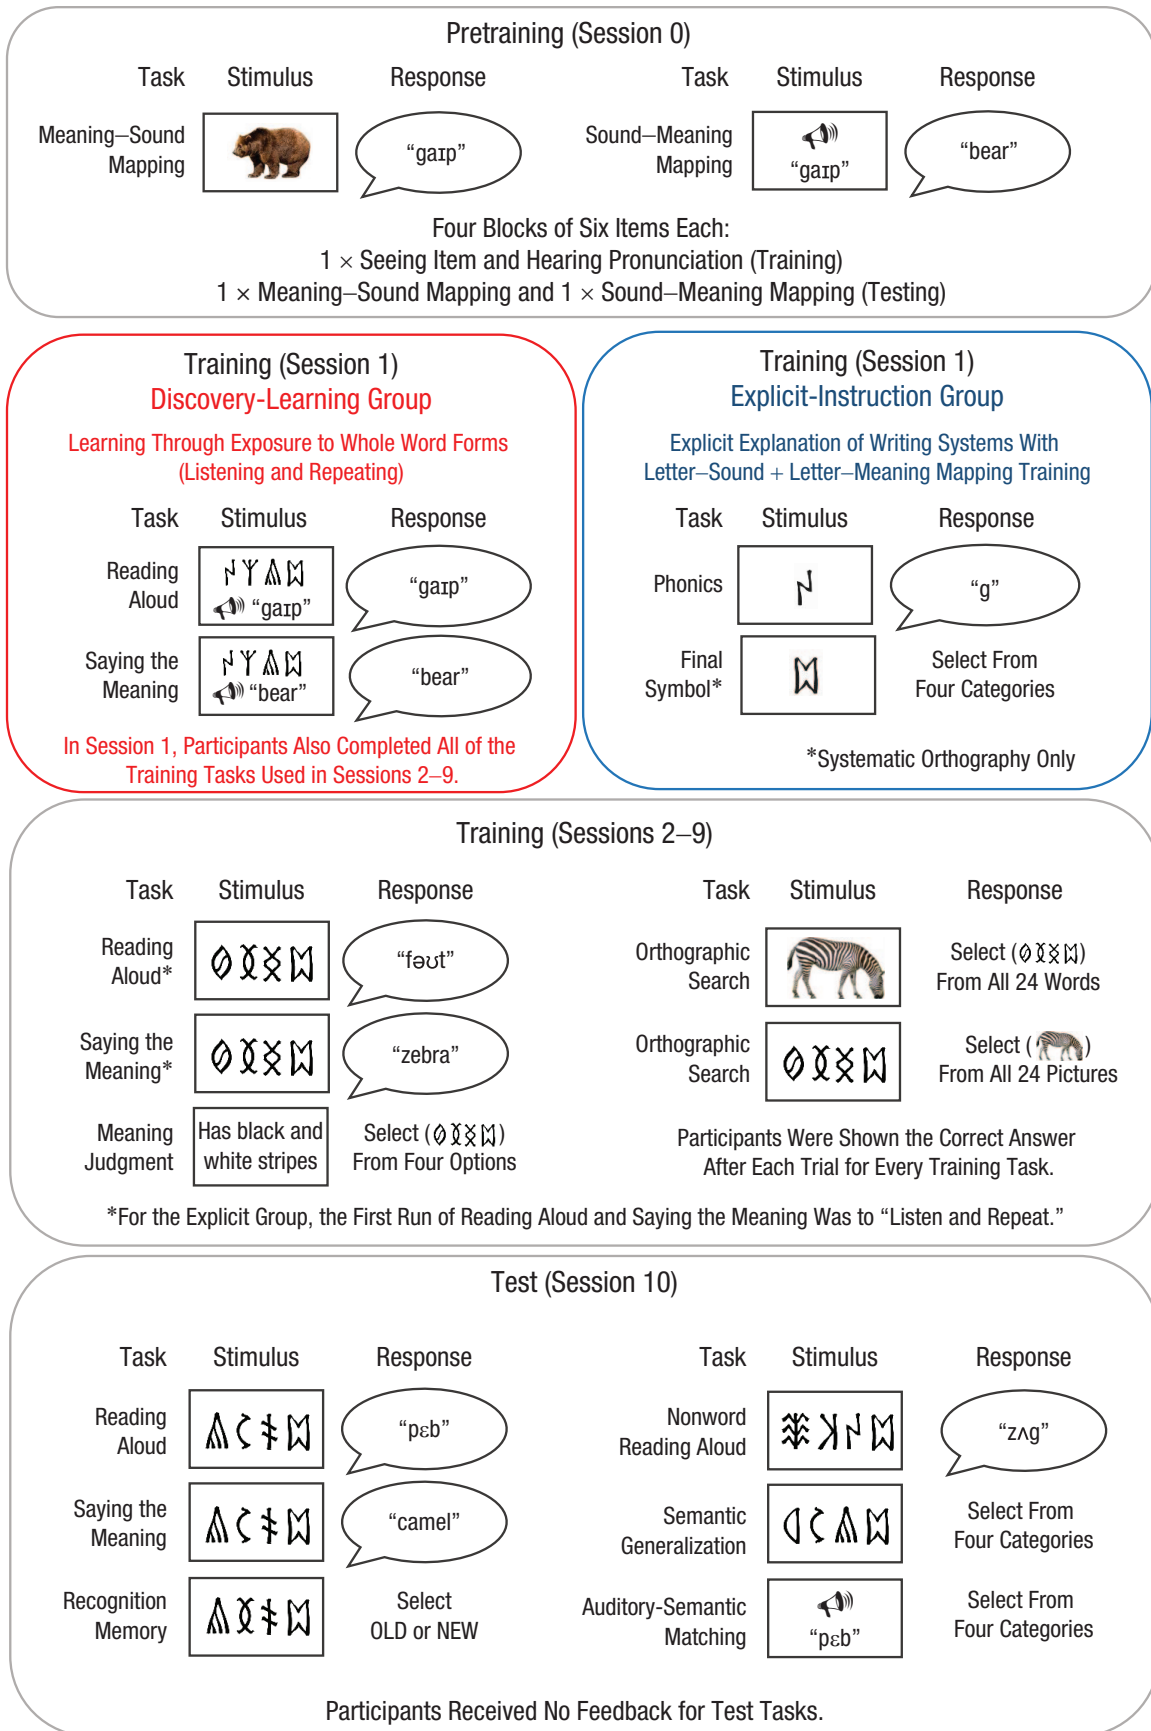 Pretraining (Session 0)
Task Stimulus Response
Meaning–Sound
Mapping
“gaɪp”
Task Stimulus Response
Sound–Meaning
Mapping
“gaɪp”
“bear”
Four Blocks of Six Items Each:
1 × Seeing Item and Hearing Pronunciation (Training)
1 × Meaning–Sound Mapping and 1 × Sound–Meaning Mapping (Testing)
Training (Session 1)
Discovery-Learning Group
Learning Through Exposure to Whole Word Forms
(Listening and Repeating)
Task Stimulus Response
Reading
Aloud
“gaɪp”
“gaɪp”
Saying the
Meaning
“bear”
“bear”
In Session 1, Participants Also Completed All of the
Training Tasks Used in Sessions 2–9.
Training (Session 1)
Explicit-Instruction Group
Explicit Explanation of Writing Systems With
Letter–Sound + Letter–Meaning Mapping Training
Task Stimulus Response
Phonics
“g”
Final
Symbol*
Select From
Four Categories
*Systematic Orthography Only
Training (Sessions 2–9)
Task Stimulus Response
Reading
Aloud*
“fəʊt”
Saying the
Meaning*
“zebra”
Meaning
Judgment
Has black and
white stripes
Select ( )
From Four Options
Task Stimulus Response
Orthographic
Search
Select ( )
From All 24 Words
Orthographic
Search
Select ( )
From All 24 Pictures
Participants Were Shown the Correct Answer
After Each Trial for Every Training Task.
*For the Explicit Group, the First Run of Reading Aloud and Saying the Meaning Was to “Listen and Repeat.”
Test (Session 10)
Task Stimulus Response
Reading
Aloud
“pɛb”
Saying the
Meaning
“camel”
Recognition
Memory
Select
OLD or NEW
Task Stimulus Response
Nonword
Reading Aloud
“zʌg”
Semantic
Generalization
Select From
Four Categories
Auditory-Semantic
Matching
“pɛb”
Select From
Four Categories
Participants Received No Feedback for Test Tasks.